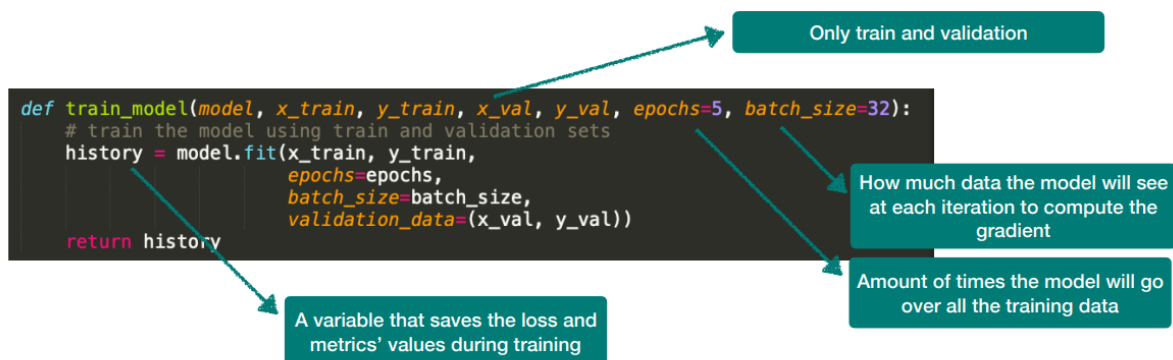 Only train and validation
def train_model(model, x_train, y_train, x_val, y_val, epochs=5, batch_size=32):
# train the model using train and validation sets
history = model.fit(x_train, y_train,
epochs=epochs,
batch_size=batch_size,
validation_data=(x_val, y_val))
return history
How much data the model will see
at each iteration to compute the
gradient
Amount of times the model will go
over all the training data
A variable that saves the loss and
metrics’ values during training